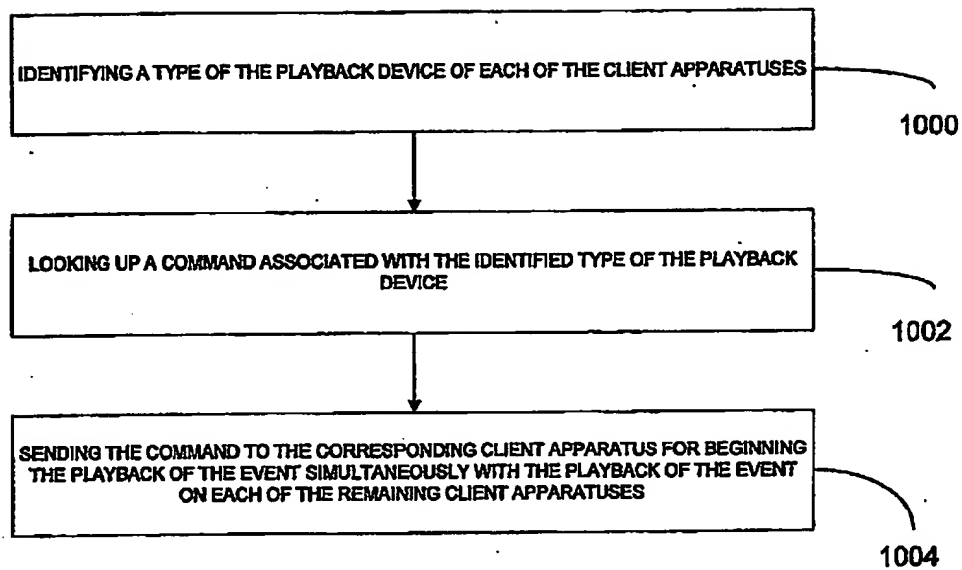 IDENTIFYING A TYPE OF THE PLAYBACK DEVICE OF EACH OF THE CLIENT APPARATUSES
1000
LOOKING UP A COMMAND ASSOCIATED WITH THE IDENTIFIED TYPE OF THE PLAYBACK
DEVICE
1002
SENDING THE COMMAND TO THE CORRESPONDING CLIENT APPARATUS FOR BEGINNING
THE PLAYBACK OF THE EVENT SIMULTANEOUSLY WITH THE PLAYBACK OF THE EVENT
ON EACH OF THE REMAINING CLIENT APPARATUSES
1004